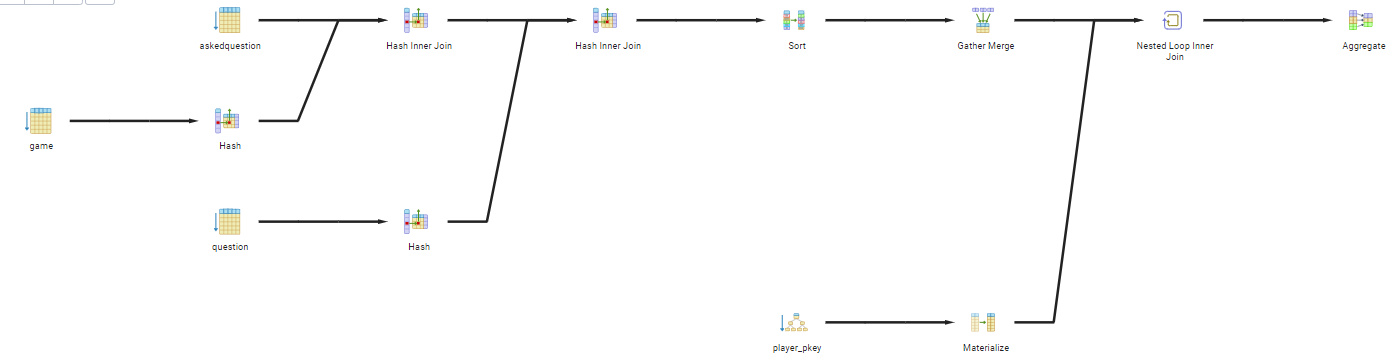 askedquestion
Hash Inner Join
Hash Inner Join
Sort
Gather Merge
Nested Loop Inner
Join
Aggregate
game
Hash
question
Hash
player_pkey
Materialize